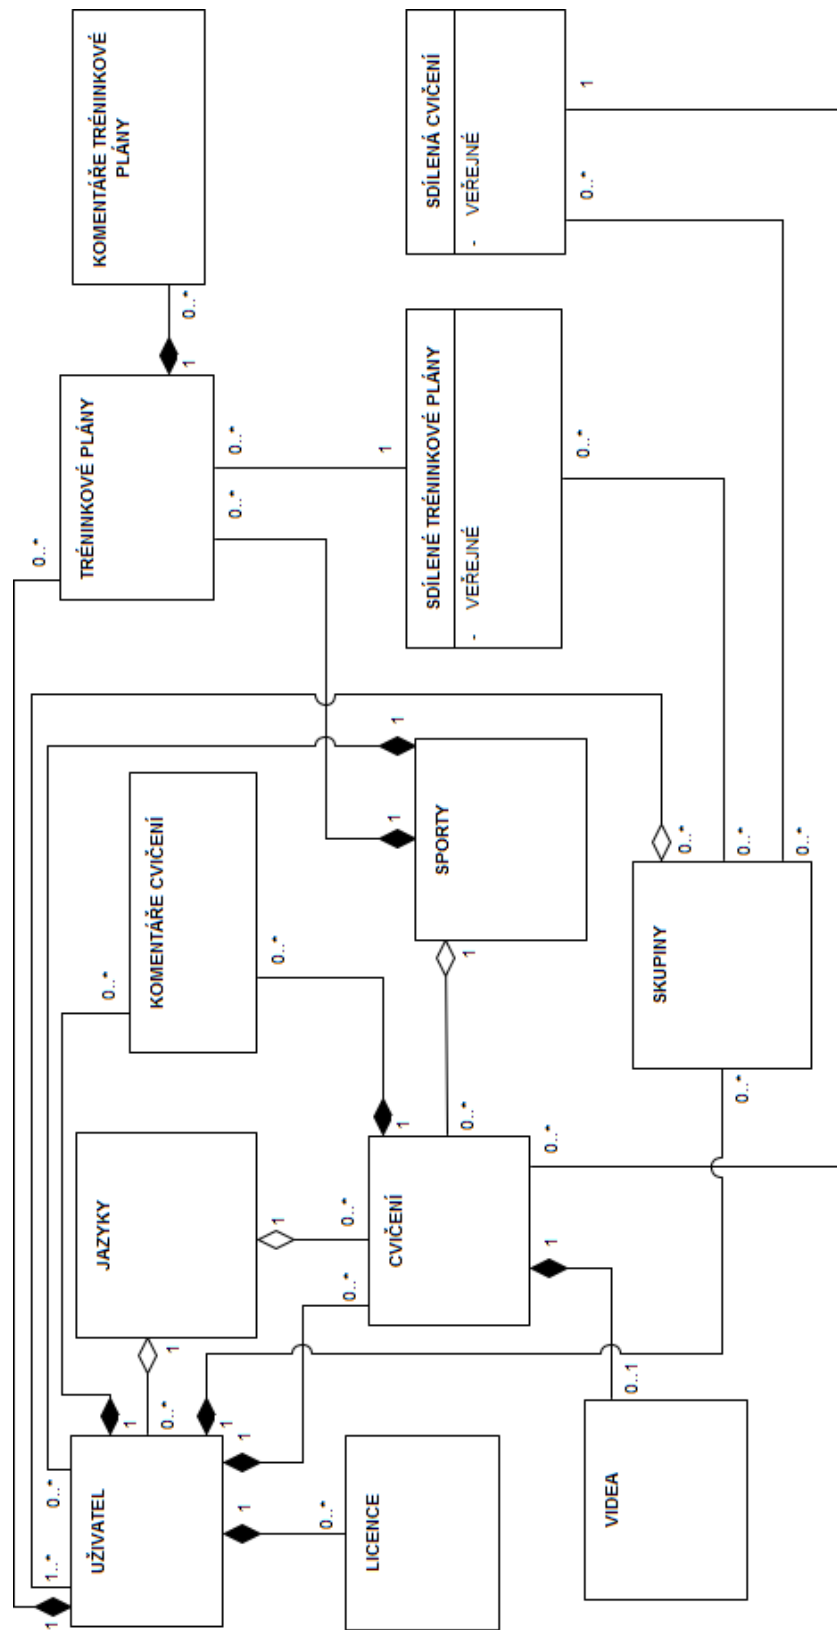 1
1..*
0..*
0..*
UŽIVATEL
JAZYKY
0..*
KOMENTÁŘE CVIČENÍ
TRÉNINKOVÉ PLÁNY
KOMENTÁŘE TRÉNINKOVÉ
PLÁNY
1
0..*
1
1
0..*
1
1
0..*
0..*
1
0..*
0..*
0..*
0..*
0..*
LICENCE
CVIČENÍ
1
1
1
1
SPORTY
SDÍLENÉ TRÉNINKOVÉ PLÁNY
SDÍLENÁ CVIČENÍ
0..*
1
- VEŘEJNÉ
- VEŘEJNÉ
1
0..*
0..*
0..*
1
VIDEA
0..1
SKUPINY
0..*
0..*
0..*
0..*